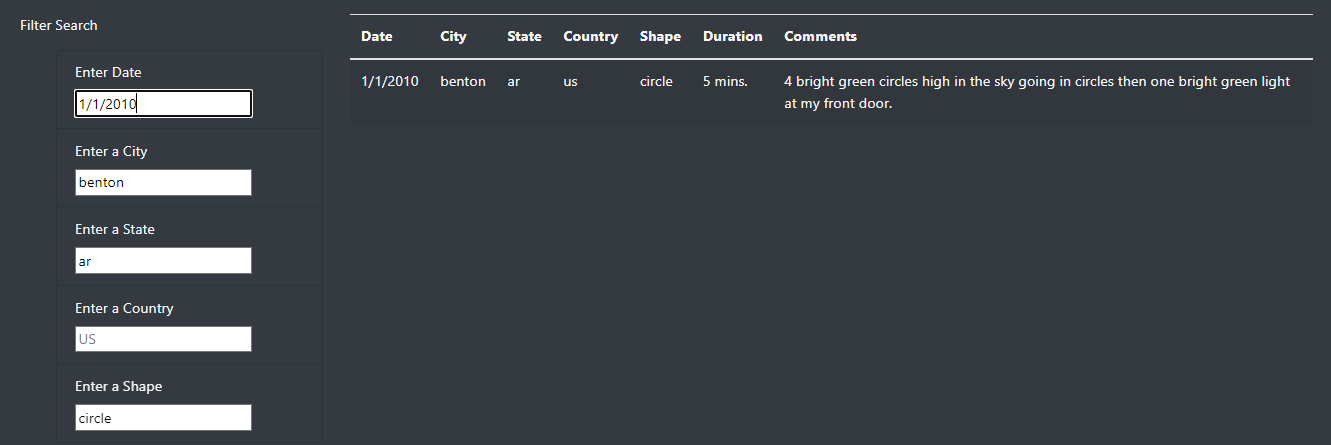 Filter Search
Enter Date
1/1/2010
Enter a City
benton
Enter a State
ar
Enter a Country
US
Enter a Shape
circle
Date City State Country Shape Duration Comments
1/1/2010 benton ar us circle 5 mins. 4 bright green circles high in the sky going in circles then one bright green light
at my front door.